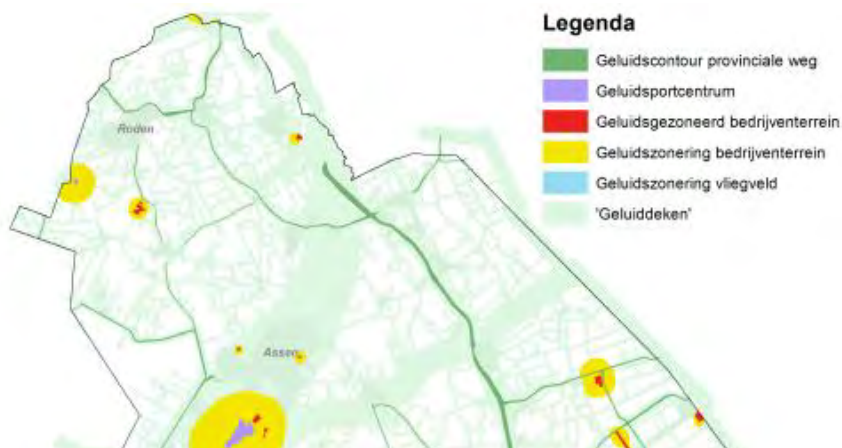 Legenda
Geluidscontour provinciale weg
Geluidsportcentrum
Geluidsgezoneerd bedrijventerrein
Geluidszonering bedrijventerrein
Geluidszonering vliegveld
'Geluiddeken'
Roden
Assen